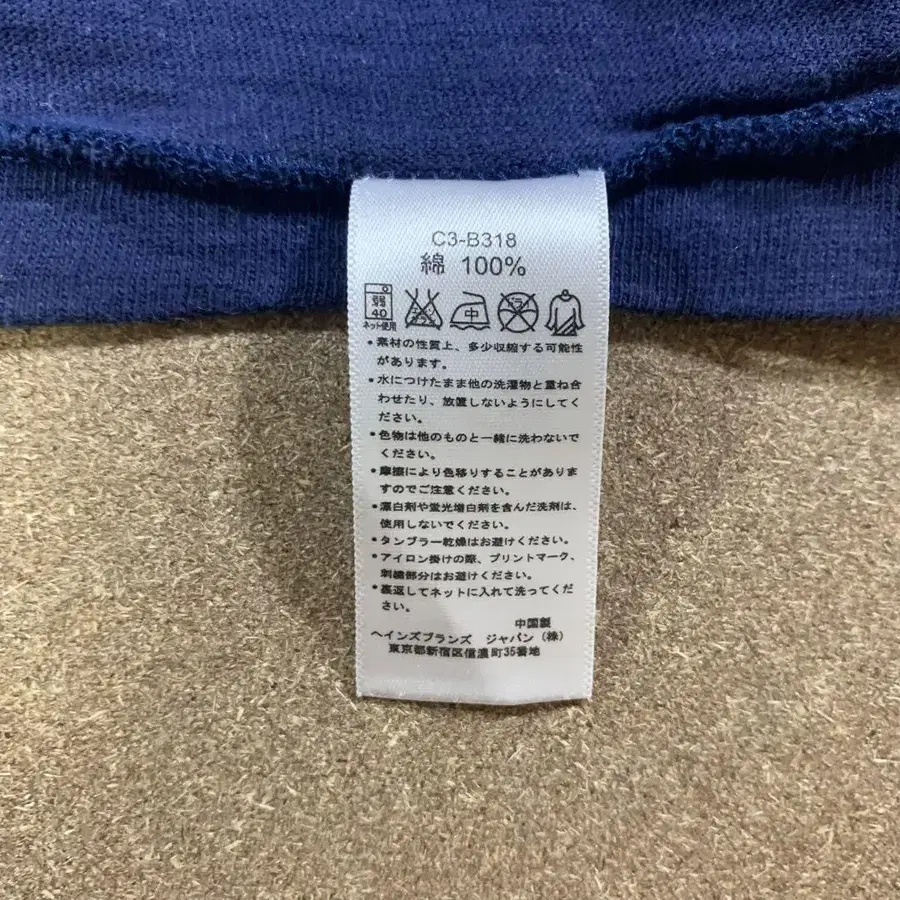 C3-B318
綿 100%
弱
40
ネット使用
エンソ
サラシ
中
ドライ
•素材の性質上、多少収縮する可能性
があります。
•水につけたまま他の洗濯物と重ね合
わせたり、放置しないようにしてく
ださい。
•色物は他のものと一緒に洗わないで
ください。
•摩擦により色移りすることがありま
すのでご注意ください。
•漂白剤や蛍光増白剤を含んだ洗剤は、
使用しないでください。
•タンブラー乾燥はお避けください。
•アイロン掛けの際、プリントマーク、
刺繍部分はお避けください。
•裏返してネットに入れて洗ってくだ
さい。
中国製
ヘインズブランズ ジャパン(株)
東京都新宿区信濃町35番地